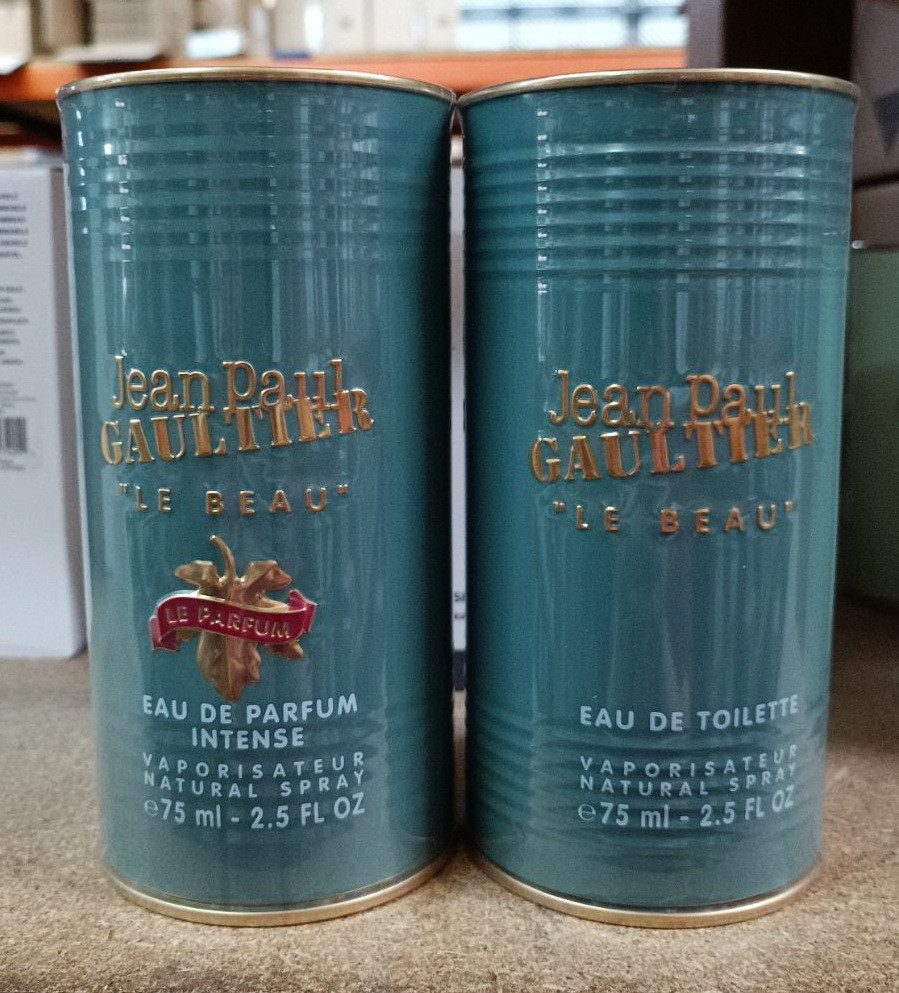 Jean Paul
GAULTIER
"LE BEAU"
LE PARFUM
EAU DE PARFUM
INTENSE
VAPORISATEUR
NATURAL SPRAY
℮75 ml - 2.5 FL OZ
Jean Paul
GAULTIER
"LE BEAU"
EAU DE TOILETTE
VAPORISATEUR
NATURAL SPRAY
℮75 ml - 2.5 FL OZ